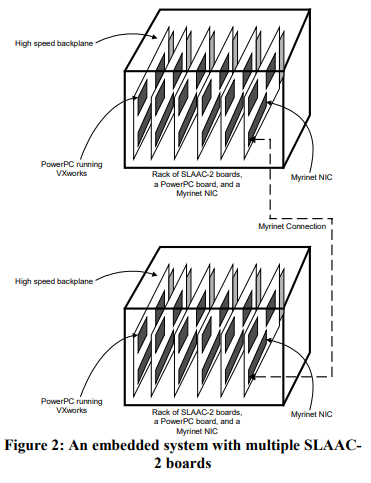 High speed backplane
PowerPC running
VXworks
Rack of SLAAC-2 boards,
a PowerPC board, and a
Myrinet NIC
Myrinet NIC
Myrinet Connection
High speed backplane
PowerPC running
VXworks
Rack of SLAAC-2 boards,
a PowerPC board, and a
Myrinet NIC
Myrinet NIC
Figure 2: An embedded system with multiple SLAAC-
2 boards